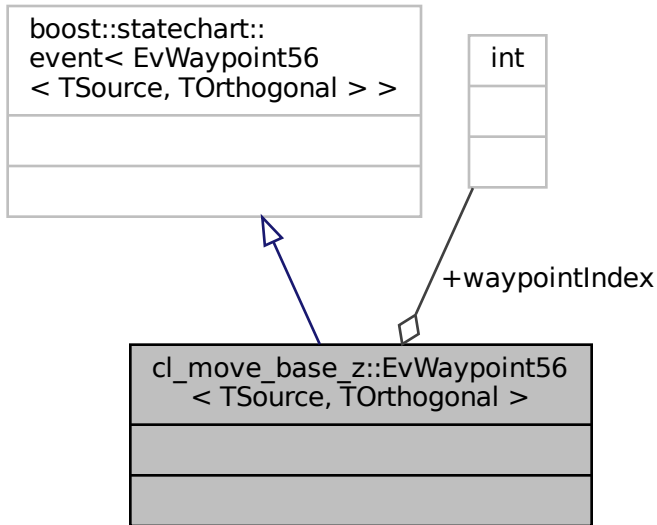 boost::statechart::
event< EvWaypoint56
< TSource, TOrthogonal > >
int
+waypointIndex
cl_move_base_z::EvWaypoint56
< TSource, TOrthogonal >